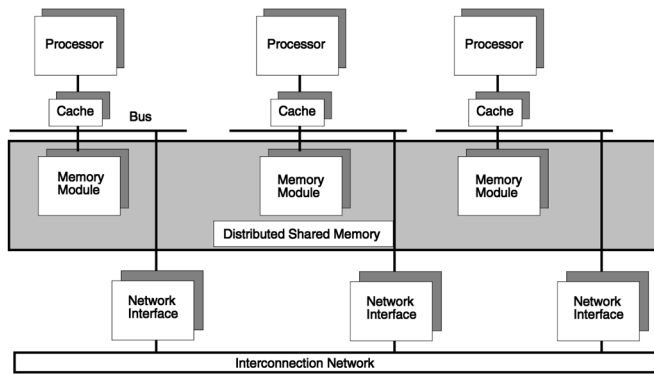 Processor
Processor
Processor
Cache
Cache
Cache
Bus
Memory
Module
Memory
Module
Memory
Module
Distributed Shared Memory
Network
Interface
Network
Interface
Network
Interface
Interconnection Network